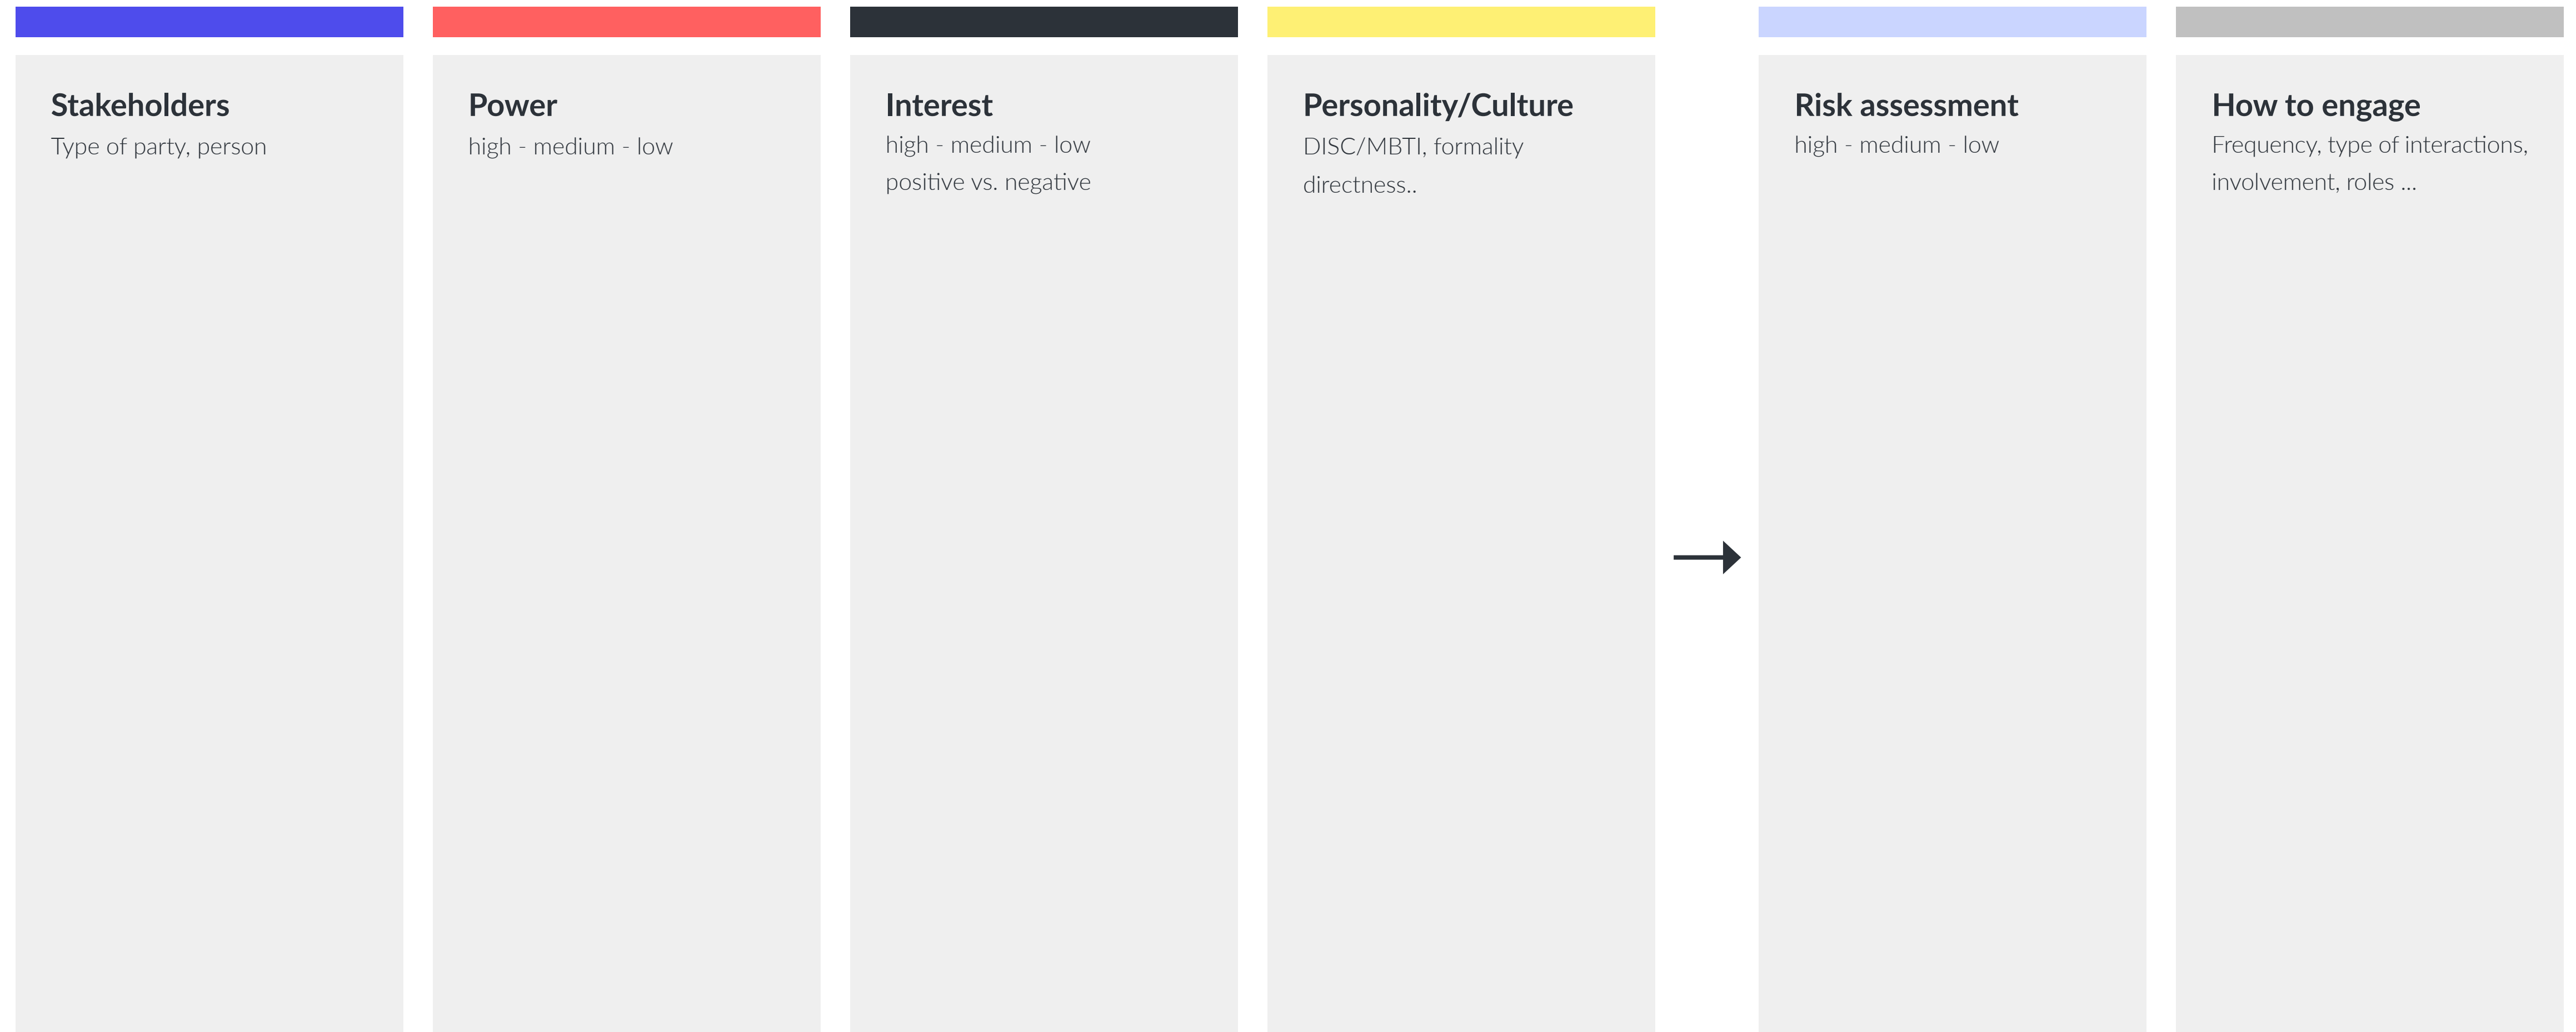 Stakeholders
Type of party, person
Power
high - medium - low
Interest
high - medium - low
positive vs. negative
Personality/Culture
DISC/MBTI, formality
directness..
Risk assessment
high - medium - low
How to engage
Frequency, type of interactions,
involvement, roles ...